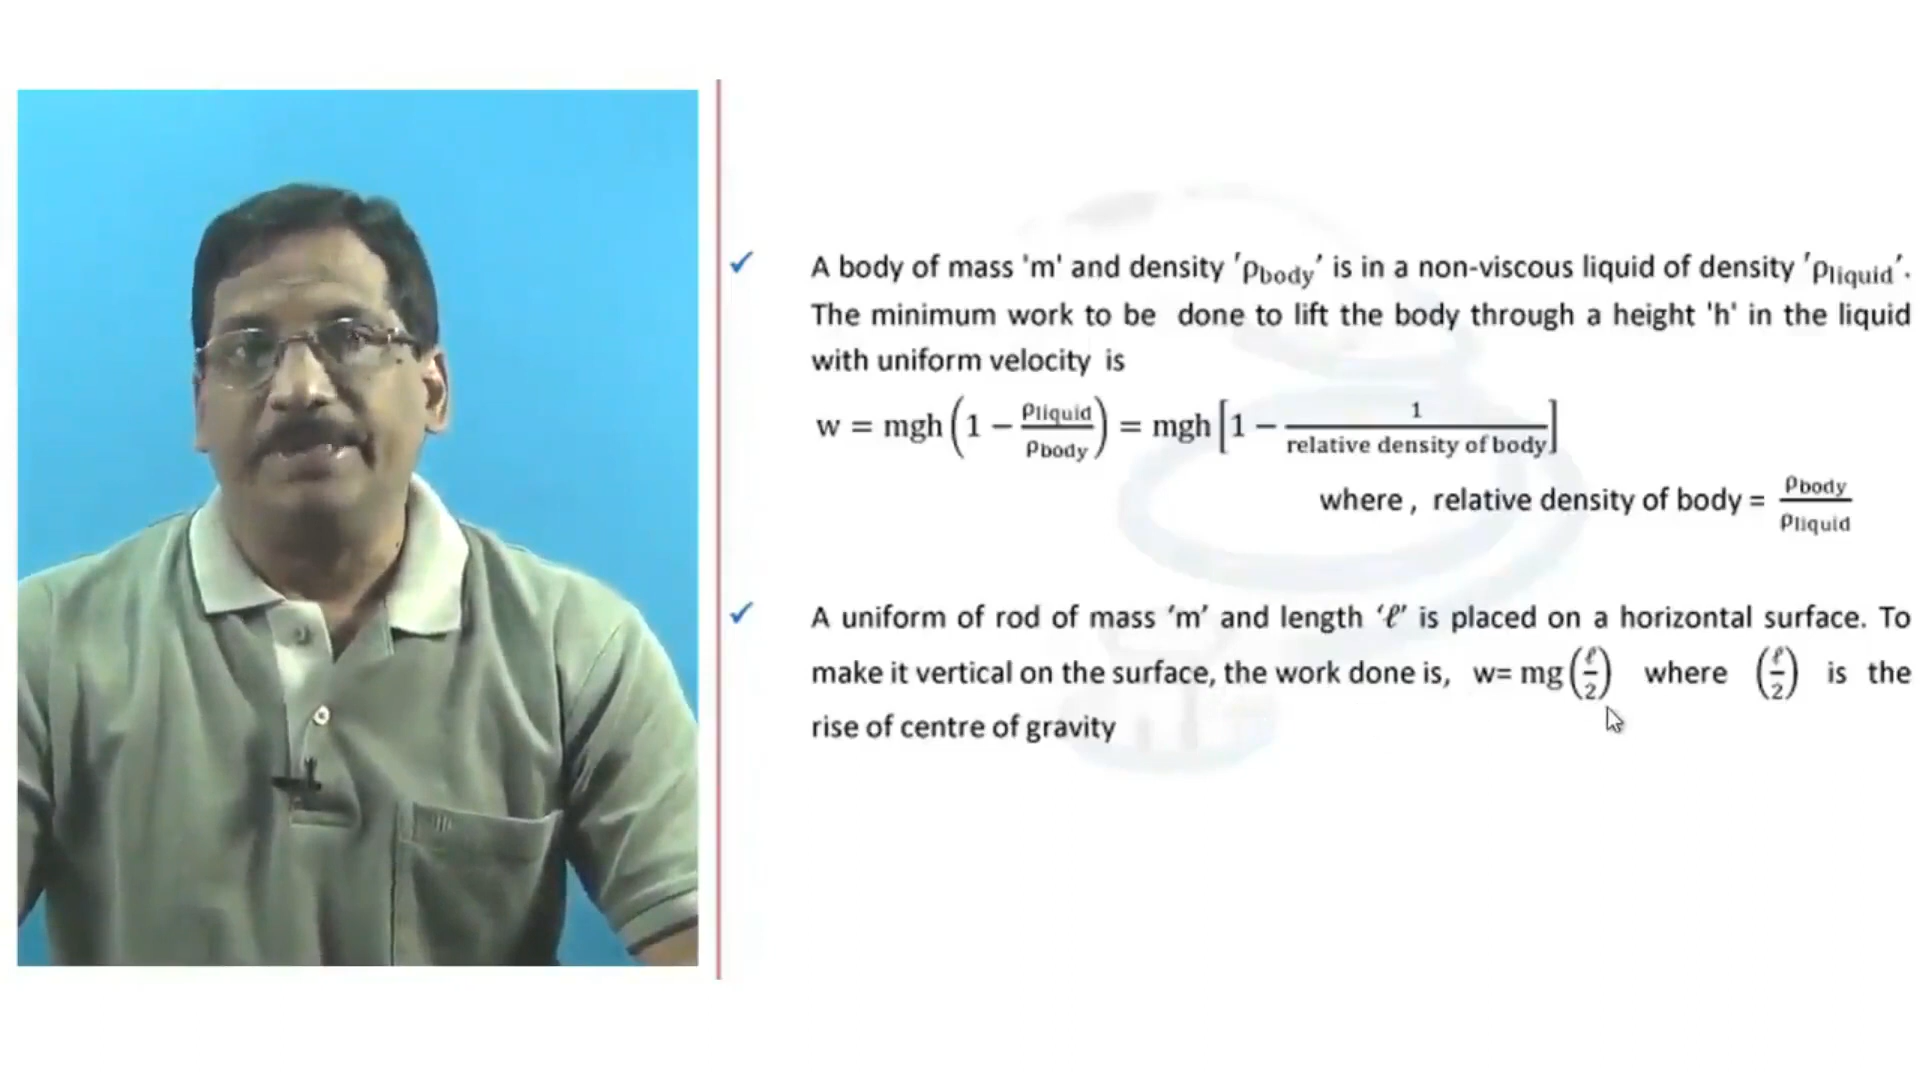 ✓ A body of mass 'm' and density ′ρbody′ is in a non-viscous liquid of density ′ρliquid′.
The minimum work to be done to lift the body through a height 'h' in the liquid
with uniform velocity is
w = mgh(1 − ρliquid/ρbody) = mgh[1 − 1/relative density of body]
where , relative density of body = ρbody/ρliquid
✓ A uniform of rod of mass ‘m’ and length ‘ℓ’ is placed on a horizontal surface. To
make it vertical on the surface, the work done is, w= mg(ℓ/2) where (ℓ/2) is the
rise of centre of gravity